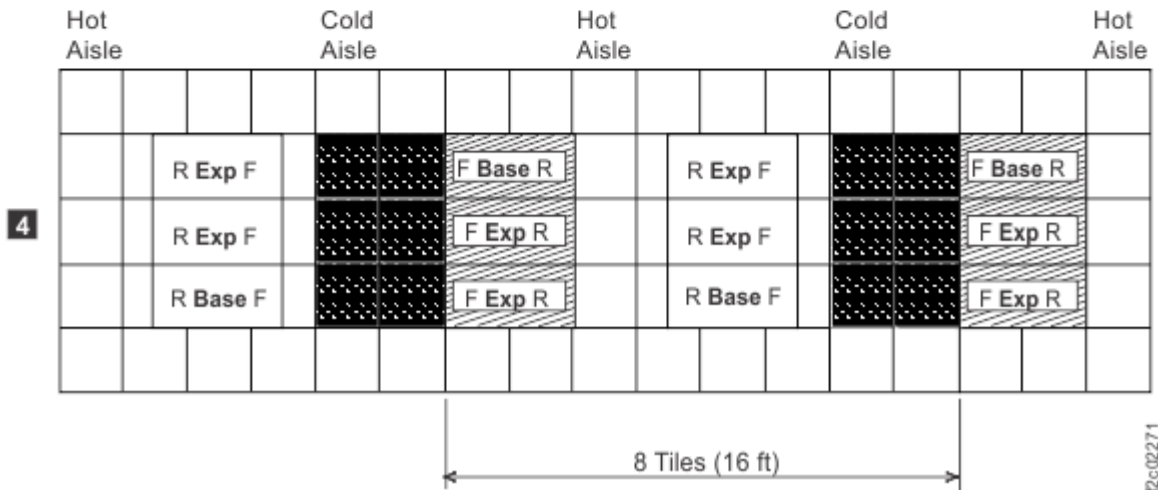 Hot Aisle
Cold Aisle
Hot Aisle
Cold Aisle
Hot Aisle
R Exp F
F Base R
R Exp F
F Base R
4
R Exp F
F Exp R
R Exp F
F Exp R
R Base F
F Exp R
R Base F
F Exp R
8 Tiles (16 ft)
f2c02271